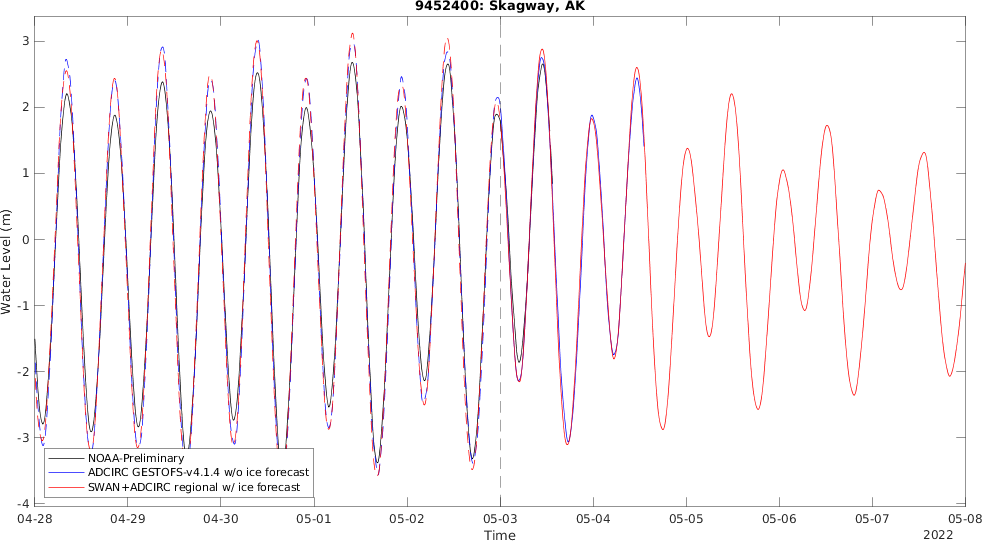 9452400: Skagway, AK
3
2
1
0
-1
-2
-3
-4
Water Level (m)
NOAA-Preliminary
ADCIRC GESTOFS-v4.1.4 w/o ice forecast
SWAN+ADCIRC regional w/ ice forecast
04-28 04-29 04-30 05-01 05-02 05-03 05-04 05-05 05-06 05-07 05-08
Time
2022